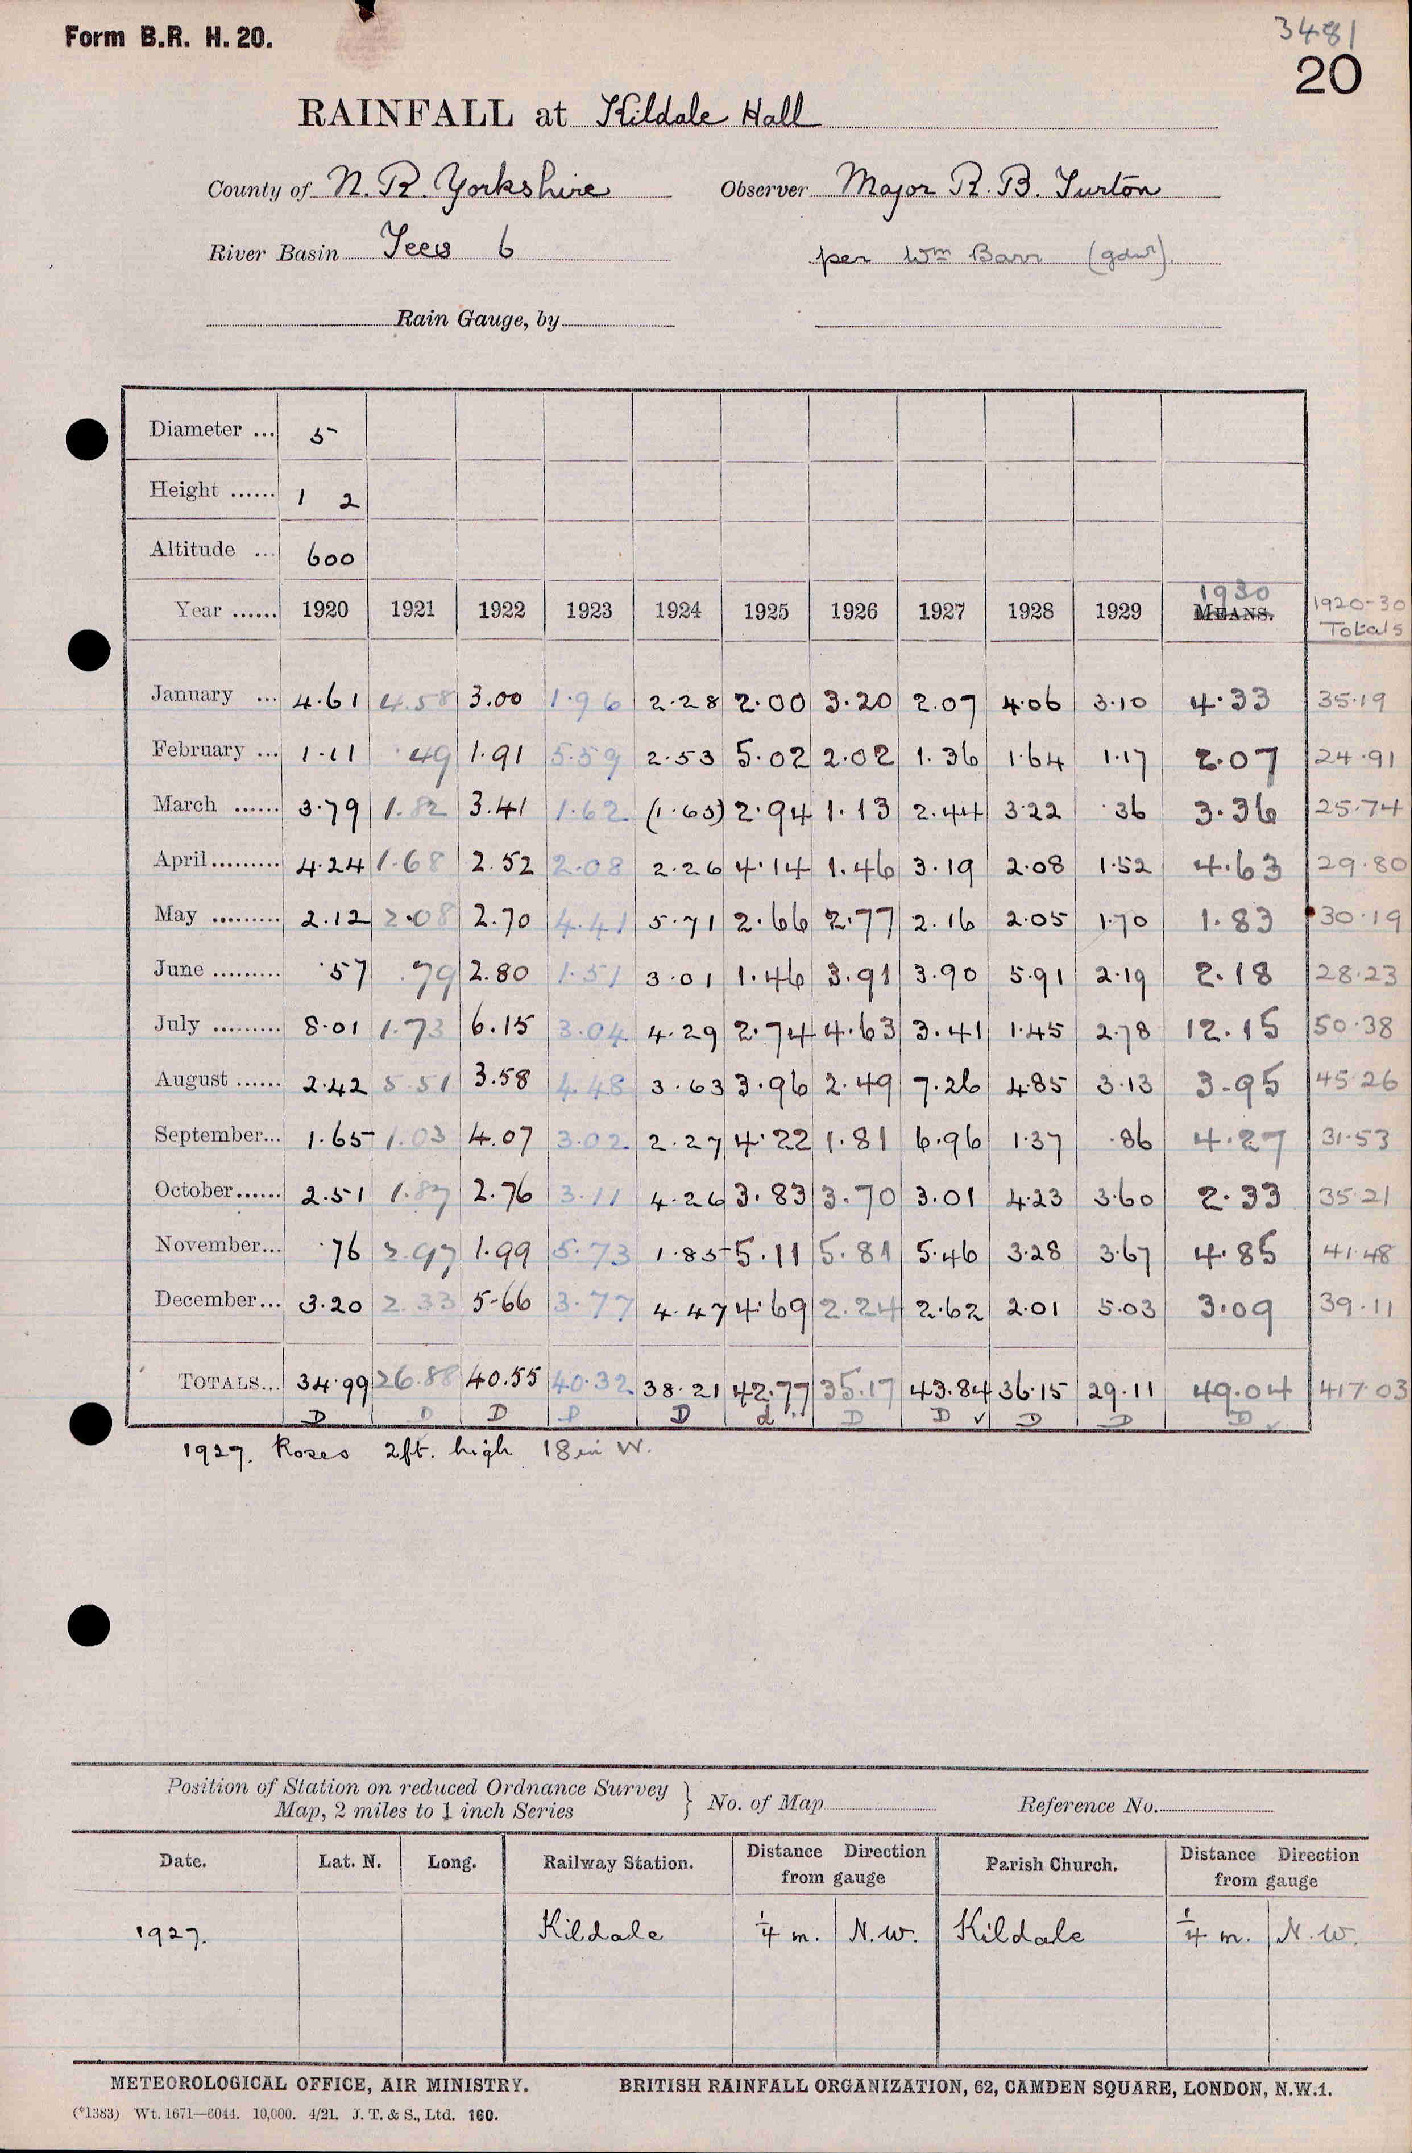 Form B.R. H. 20.
3481
20
RAINFALL at Kildale Hall
County of N. R. Yorkshire Observer Major R. B. Turton
River Basin Tees 6 per Wm Barr (gdnr)
Rain Gauge, by
Diameter ... 5
Height ...... 1 2
Altitude ... 600
Year ...... 1920 1921 1922 1923 1924 1925 1926 1927 1928 1929 1930 MEANS. 1920-30 Totals
January ... 4.61 4.58 3.00 1.96 2.28 2.00 3.20 2.07 4.06 3.10 4.33 35.19
February ... 1.11 .49 1.91 5.59 2.53 5.02 2.02 1.36 1.64 1.17 2.07 24.91
March ...... 3.79 1.82 3.41 1.62 (1.65) 2.94 1.13 2.44 3.22 .36 3.36 25.74
April......... 4.24 1.68 2.52 2.08 2.26 4.14 1.46 3.19 2.08 1.52 4.63 29.80
May ......... 2.12 2.08 2.70 4.41 5.71 2.66 2.77 2.16 2.05 1.70 1.83 30.19
June ......... .57 .79 2.80 1.51 3.01 1.46 3.91 3.90 5.91 2.19 2.18 28.23
July ......... 8.01 1.73 6.15 3.04 4.29 2.74 4.63 3.41 1.45 2.78 12.15 50.38
August ...... 2.42 5.51 3.58 4.48 3.63 3.96 2.49 7.26 4.85 3.13 3.95 45.26
September... 1.65 1.03 4.07 3.02 2.27 4.22 1.81 6.96 1.37 .86 4.27 31.53
October...... 2.51 1.87 2.76 3.11 4.26 3.83 3.70 3.01 4.23 3.60 2.33 35.21
November... .76 2.97 1.99 5.73 1.85 5.11 5.81 5.46 3.28 3.67 4.85 41.48
December... 3.20 2.33 5.66 3.77 4.47 4.69 2.24 2.62 2.01 5.03 3.09 39.11
TOTALS... 34.99 26.88 40.55 40.32 38.21 42.77 35.17 43.84 36.15 29.11 49.04 417.03
D D D D D d D D ✓ D D D ✓
1927. Roses 2ft. high 18 in W.
Position of Station on reduced Ordnance Survey
Map, 2 miles to 1 inch Series } No. of Map Reference No.
Date. Lat. N. Long. Railway Station. Distance Direction from gauge Parish Church. Distance Direction from gauge
1927. Kildale 1/4 m. N.W. Kildale 1/4 m. N.W.
METEOROLOGICAL OFFICE, AIR MINISTRY. BRITISH RAINFALL ORGANIZATION, 62, CAMDEN SQUARE, LONDON, N.W.1.
(*1383) Wt. 1671—6044. 10,000. 4/21. J. T. & S., Ltd. 160.